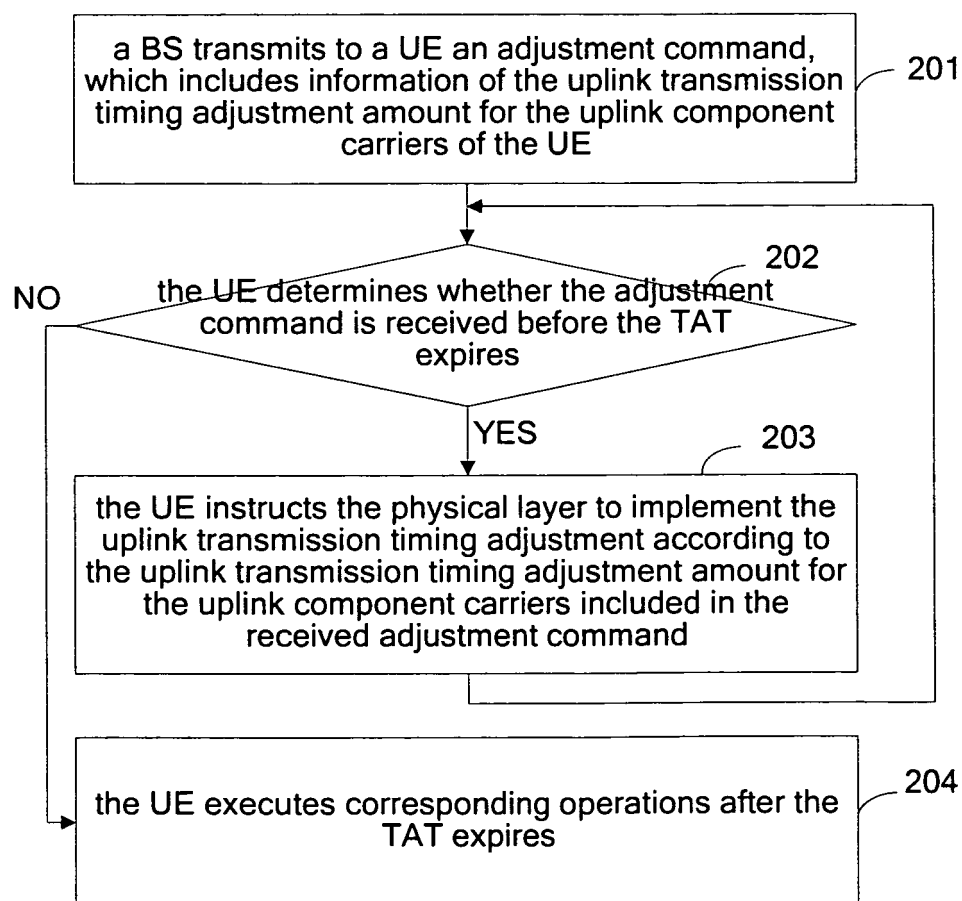 a BS transmits to a UE an adjustment command,
which includes information of the uplink transmission
timing adjustment amount for the uplink component
carriers of the UE
201
202
NO
the UE determines whether the adjustment
command is received before the TAT
expires
YES
203
the UE instructs the physical layer to implement the
uplink transmission timing adjustment according to
the uplink transmission timing adjustment amount for
the uplink component carriers included in the
received adjustment command
204
the UE executes corresponding operations after the
TAT expires